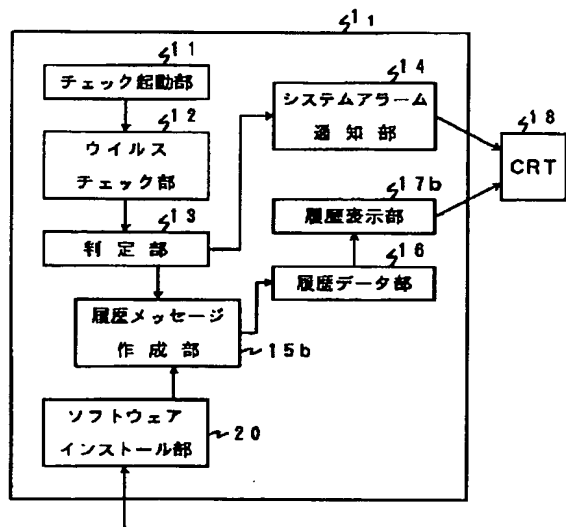 11
11
チェック起動部
12
ウイルス
チェック部
13
判定部
14
システムアラーム
通知部
18
CRT
17b
履歴表示部
16
履歴データ部
履歴メッセージ
作成部
15b
ソフトウェア
インストール部
20